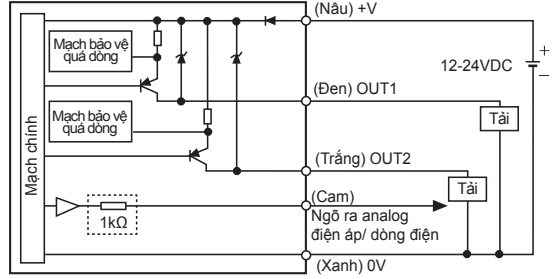 (Nâu) +V
Mạch bảo vệ
quá dòng
12-24VDC
+
−
(Đen) OUT1
Tải
Mạch bảo vệ
quá dòng
Mạch chính
(Trắng) OUT2
Tải
(Cam)
1kΩ
Ngõ ra analog
điện áp/ dòng điện
(Xanh) 0V